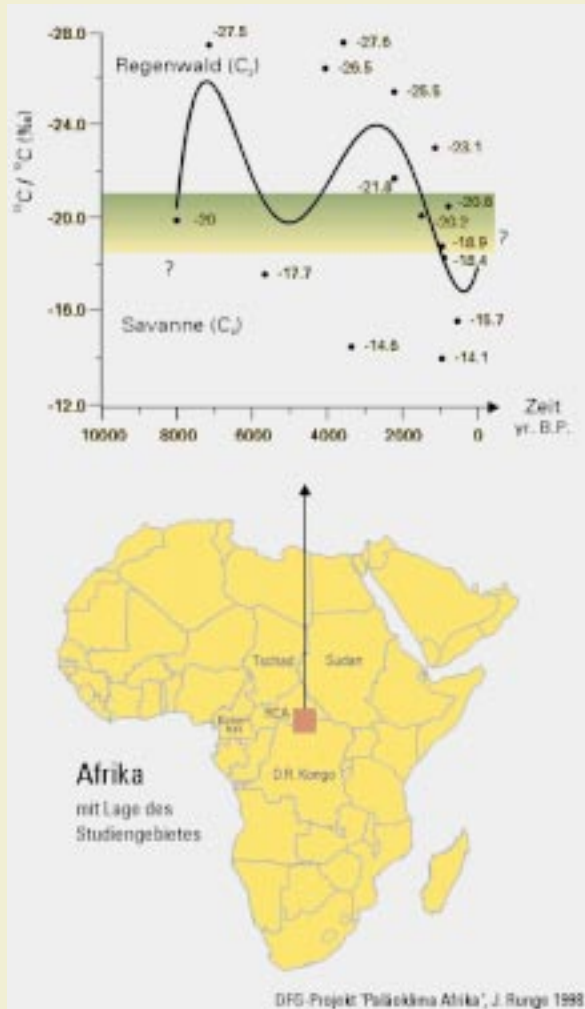 -28.0
-24.0
-20.0
-16.0
-12.0
¹³C / ¹²C (‰)
Regenwald (C₃)
Savanne (C₄)
-27.5
-27.6
-26.5
-25.5
-23.1
-21.8
-20
-20.8
-20.2
-18.9
?
-18.4
?
-17.7
-15.7
-14.6
-14.1
10000 8000 6000 4000 2000 0
Zeit
yr. B.P.
Tschad Sudan
RCA
D.R. Kongo
Afrika
mit Lage des
Studiengebietes
DFG-Projekt "Paläoklima Afrika", J. Runge 1998